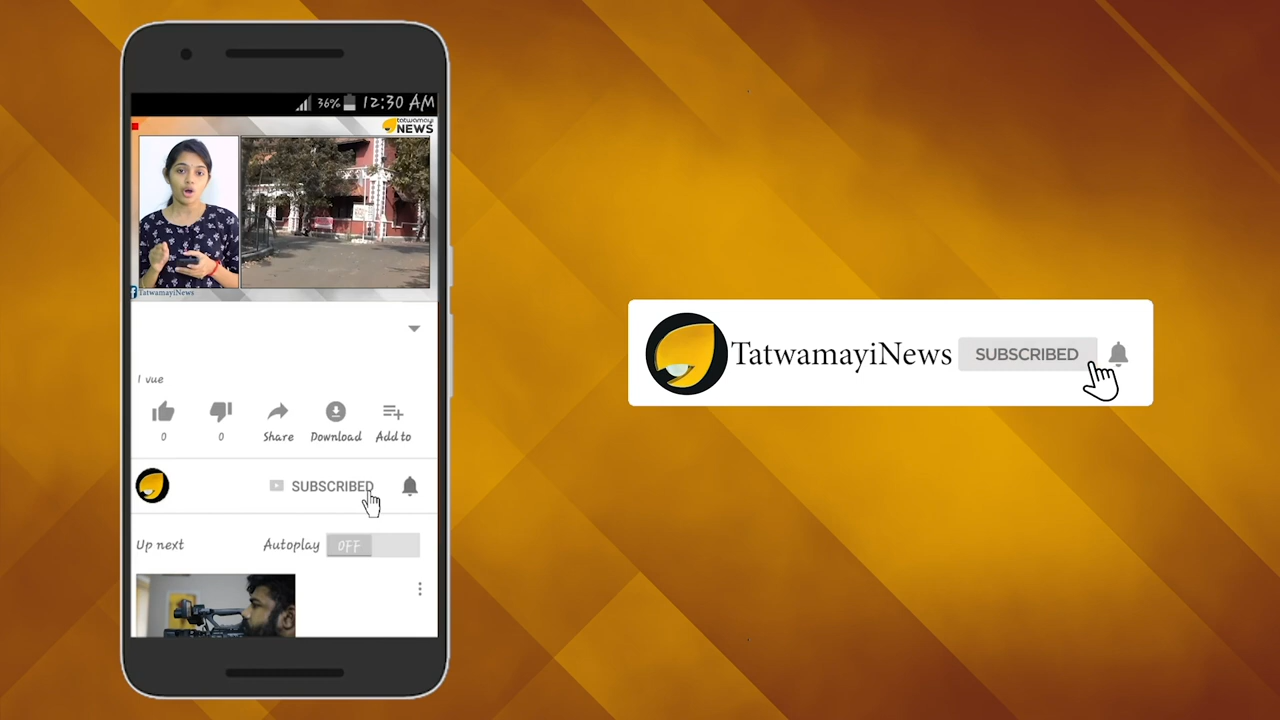 36% 12:30 AM
tatwamayi
NEWS
TatwamayiNews
1 vue
0 0 Share Download Add to
SUBSCRIBED
Up next Autoplay OFF
TatwamayiNews SUBSCRIBED